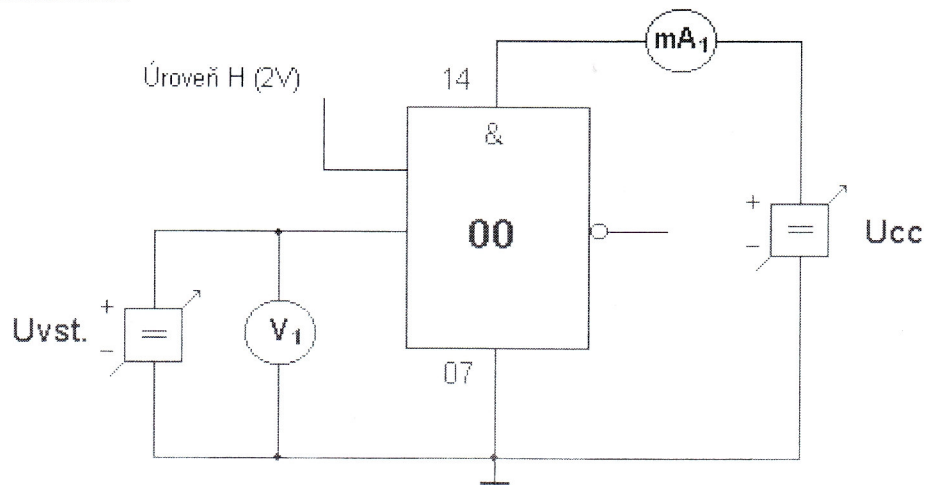 mA₁
Úroveň H (2V)
14
&
00
+
–
Ucc
+
–
Uvst.
V₁
07